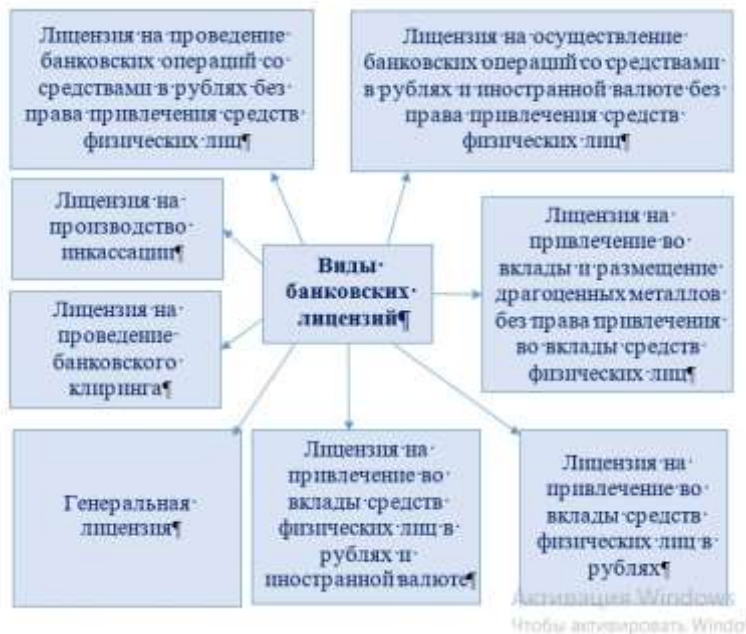 Лицензия на проведение
банковских операций со
средствами в рублях без
права привлечения средств
физических лиц¶
Лицензия на осуществление
банковских операций со средствами
в рублях и иностранной валюте без
права привлечения средств
физических лиц¶
Лицензия на
производство
инкассации¶
Виды
банковских
лицензий¶
Лицензия на
привлечение во
вклады и размещение
драгоценных металлов
без права привлечения
во вклады средств
физических лиц¶
Лицензия на
проведение
банковского
клиринга¶
Генеральная
лицензия¶
Лицензия на
привлечение во
вклады средств
физических лиц в
рублях и
иностранной валюте¶
Лицензия на
привлечение во
вклады средств
физических лиц в
рублях¶
Активация Windows
Чтобы активировать Windo